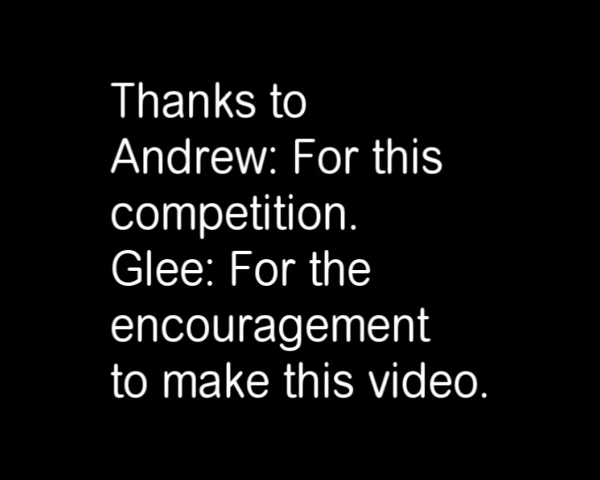 Thanks to
Andrew: For this
competition.
Glee: For the
encouragement
to make this video.